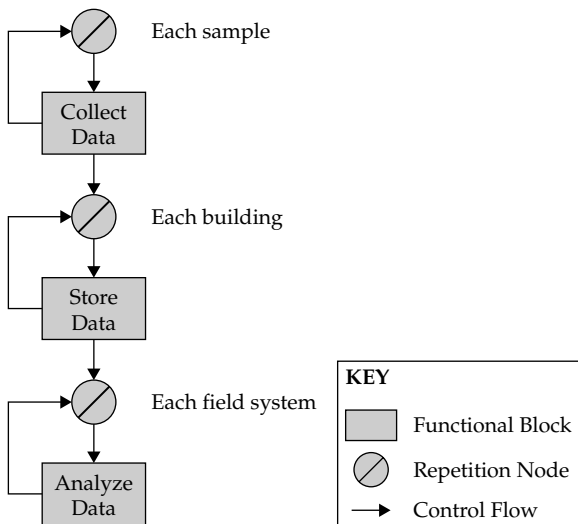 Each sample
Collect
Data
Each building
Store
Data
Each field system
Analyze
Data
KEY
Functional Block
Repetition Node
Control Flow